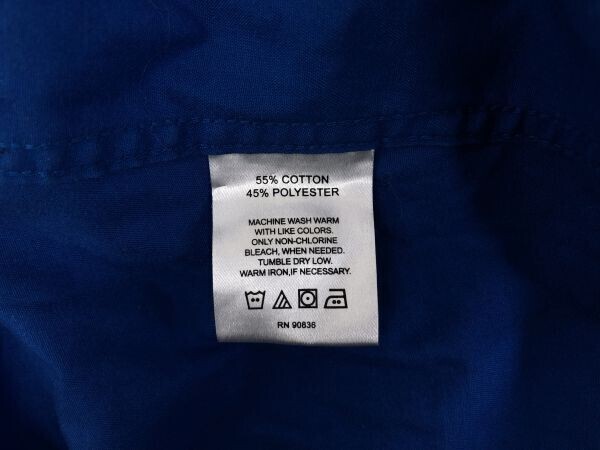 55% COTTON
45% POLYESTER
MACHINE WASH WARM
WITH LIKE COLORS.
ONLY NON-CHLORINE
BLEACH, WHEN NEEDED.
TUMBLE DRY LOW.
WARM IRON,IF NECESSARY.
RN 90836